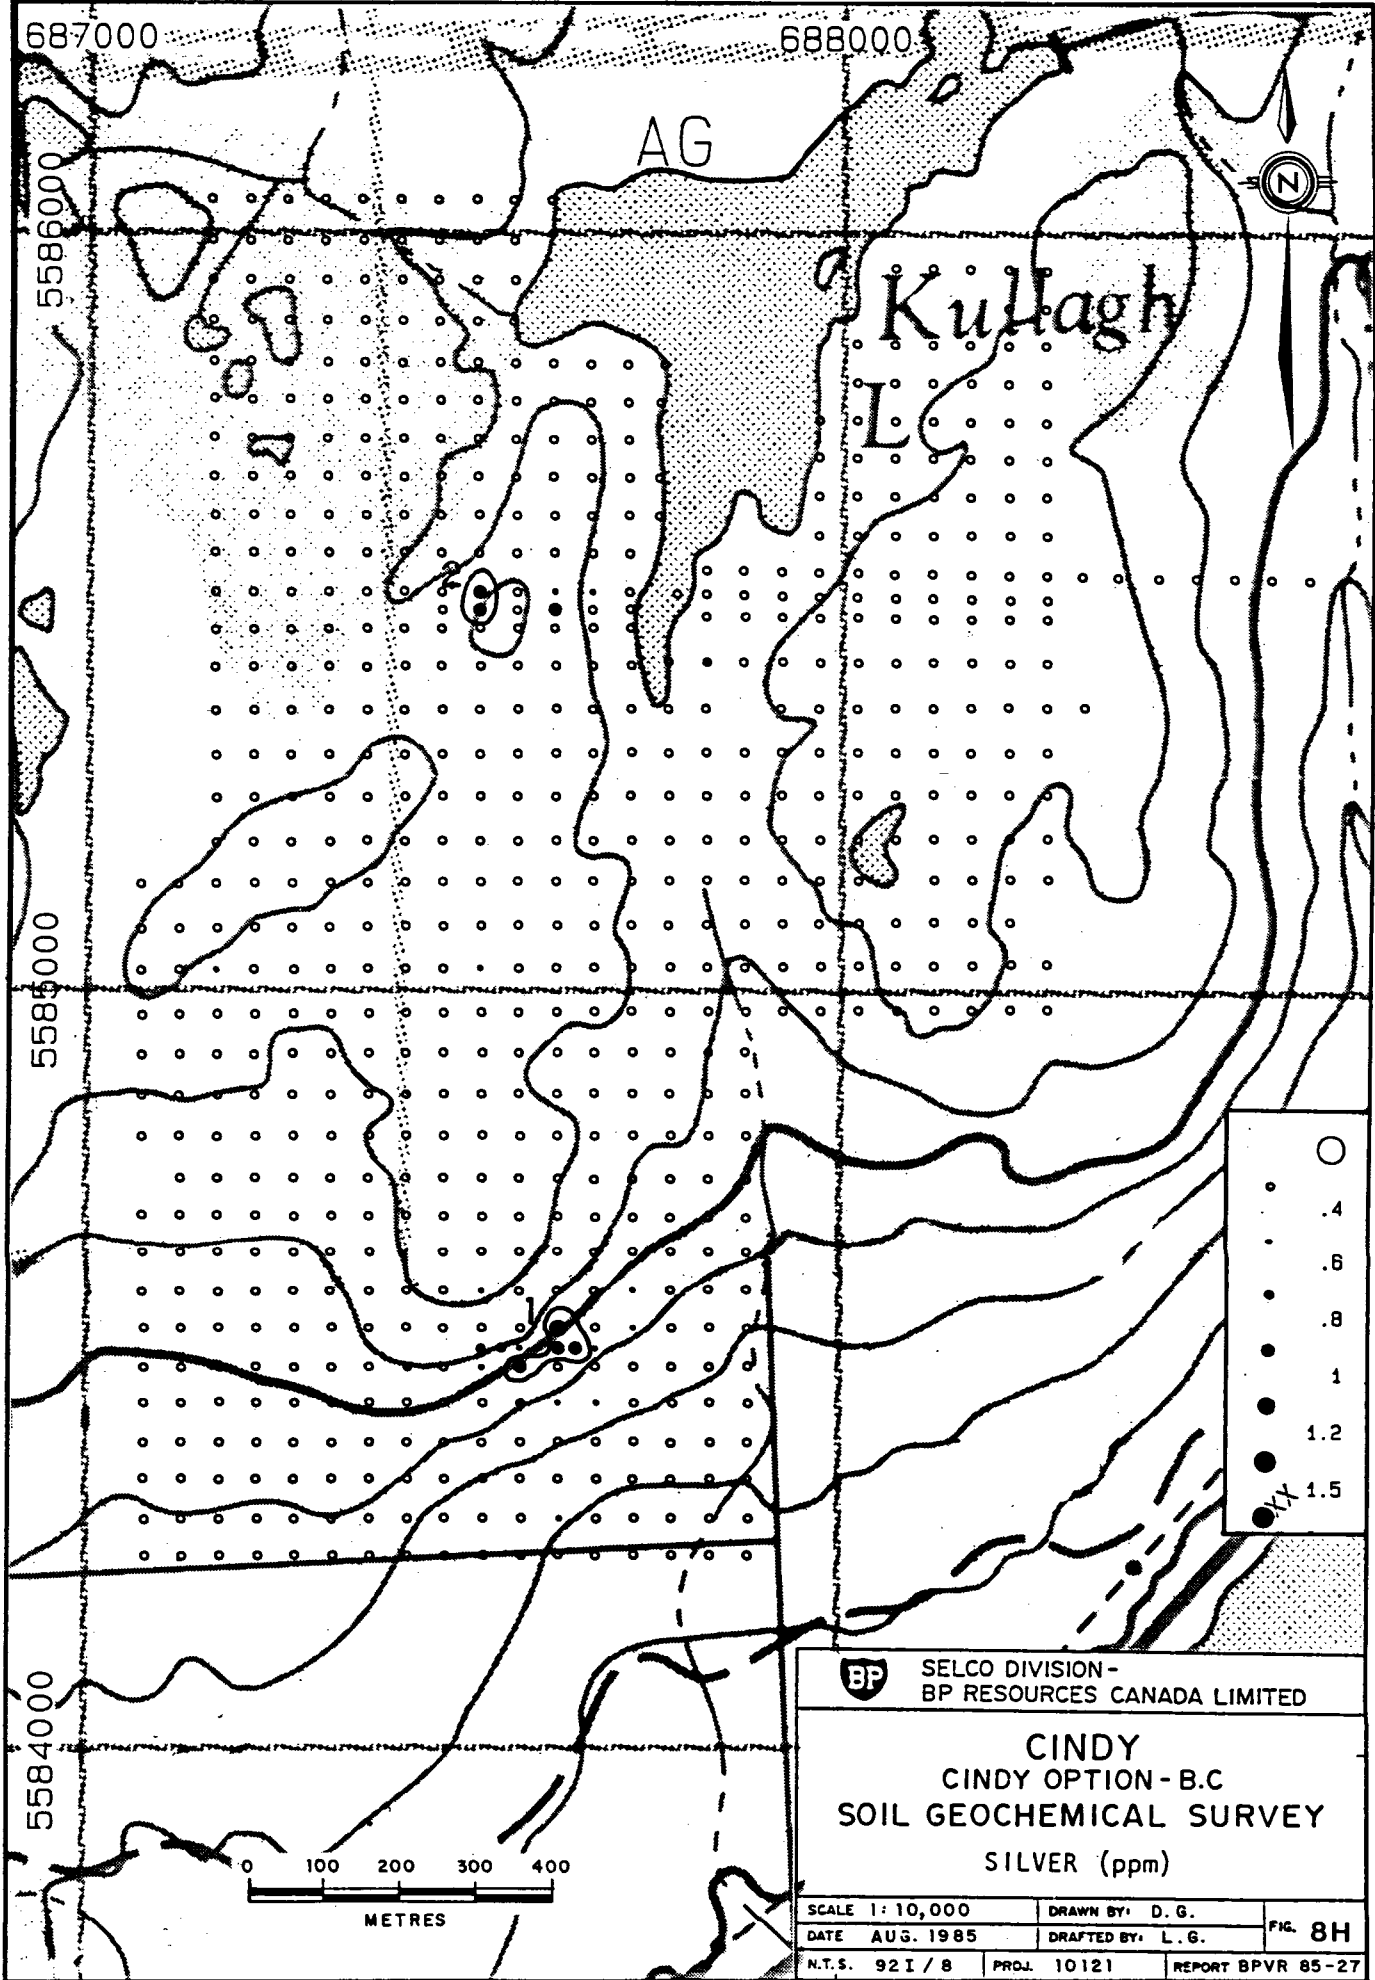 687000
688000
AG
5586000
Kullagh
L
N
5585000
1
O
.4
.6
.8
1
1.2
1.5
XX
5584000
0 100 200 300 400
METRES
BP
SELCO DIVISION-
BP RESOURCES CANADA LIMITED
CINDY
CINDY OPTION-B.C
SOIL GEOCHEMICAL SURVEY
SILVER (ppm)
SCALE 1:10,000
DRAWN BY: D.G.
DATE AUG. 1985
DRAFTED BY: L.G.
FIG. 8H
N.T.S. 92I/8
PROJ. 10121
REPORT BPVR 85-27